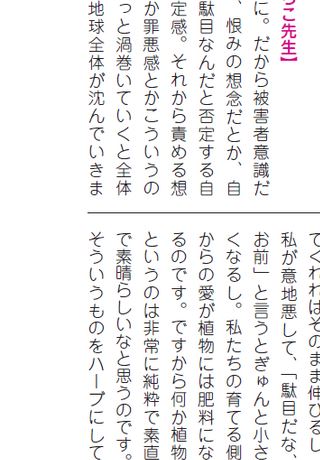 っこ先生】
に。だから被害者意識だ
、恨みの想念だとか、自
駄目なんだと否定する自
定感。それから責める想
か罪悪感とかこういうの
っと渦巻いていくと全体
地球全体が沈んでいきま
てくれればそのまま伸びるし
私が意地悪して、「駄目だな、
お前」と言うとぎゅんと小さ
くなるし。私たちの育てる側
からの愛が植物には肥料にな
るのです。ですから何か植物
というのは非常に純粋で素直
で素晴らしいなと思うのです。
そういうものをハーブにして